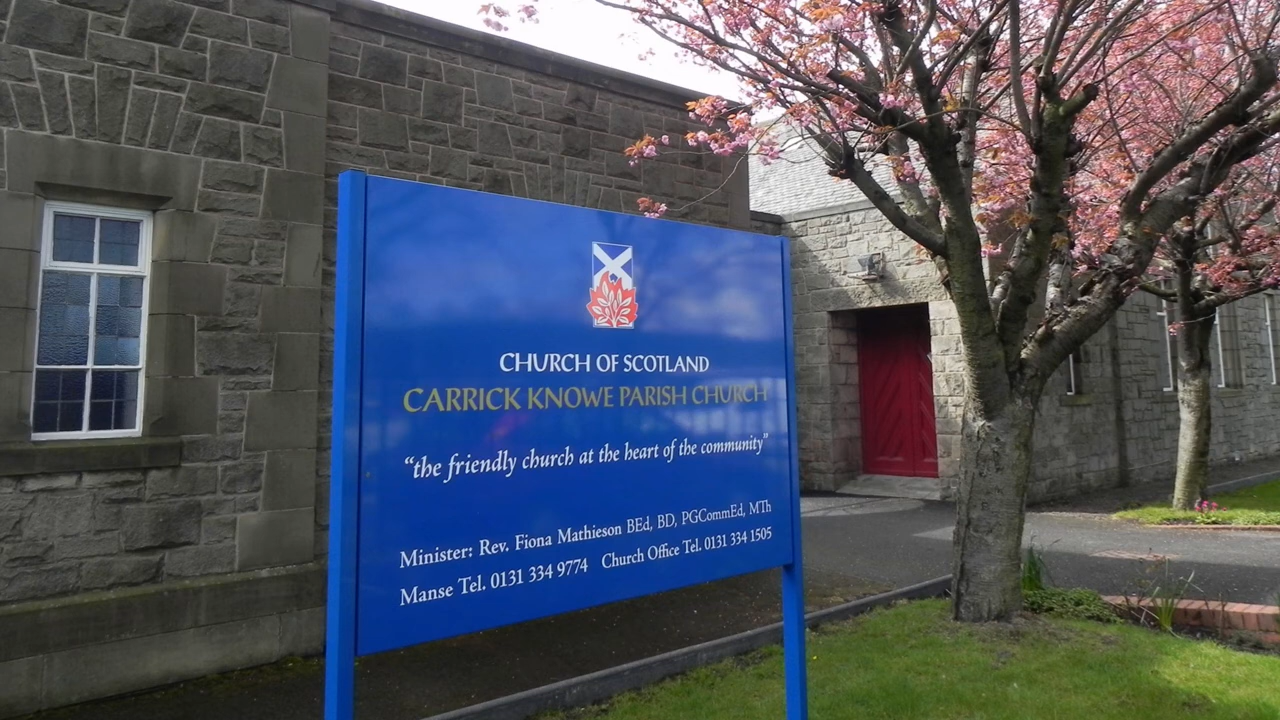 CHURCH OF SCOTLAND
CARRICK KNOWE PARISH CHURCH
“the friendly church at the heart of the community”
Minister: Rev. Fiona Mathieson BEd, BD, PGCommEd, MTh
Manse Tel. 0131 334 9774 Church Office Tel. 0131 334 1505